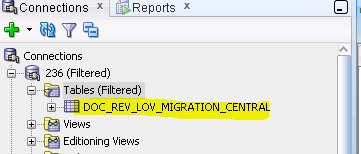 Connections Reports
Connections
236 (Filtered)
Tables (Filtered)
DOC_REV_LOV_MIGRATION_CENTRAL
Views
Editioning Views